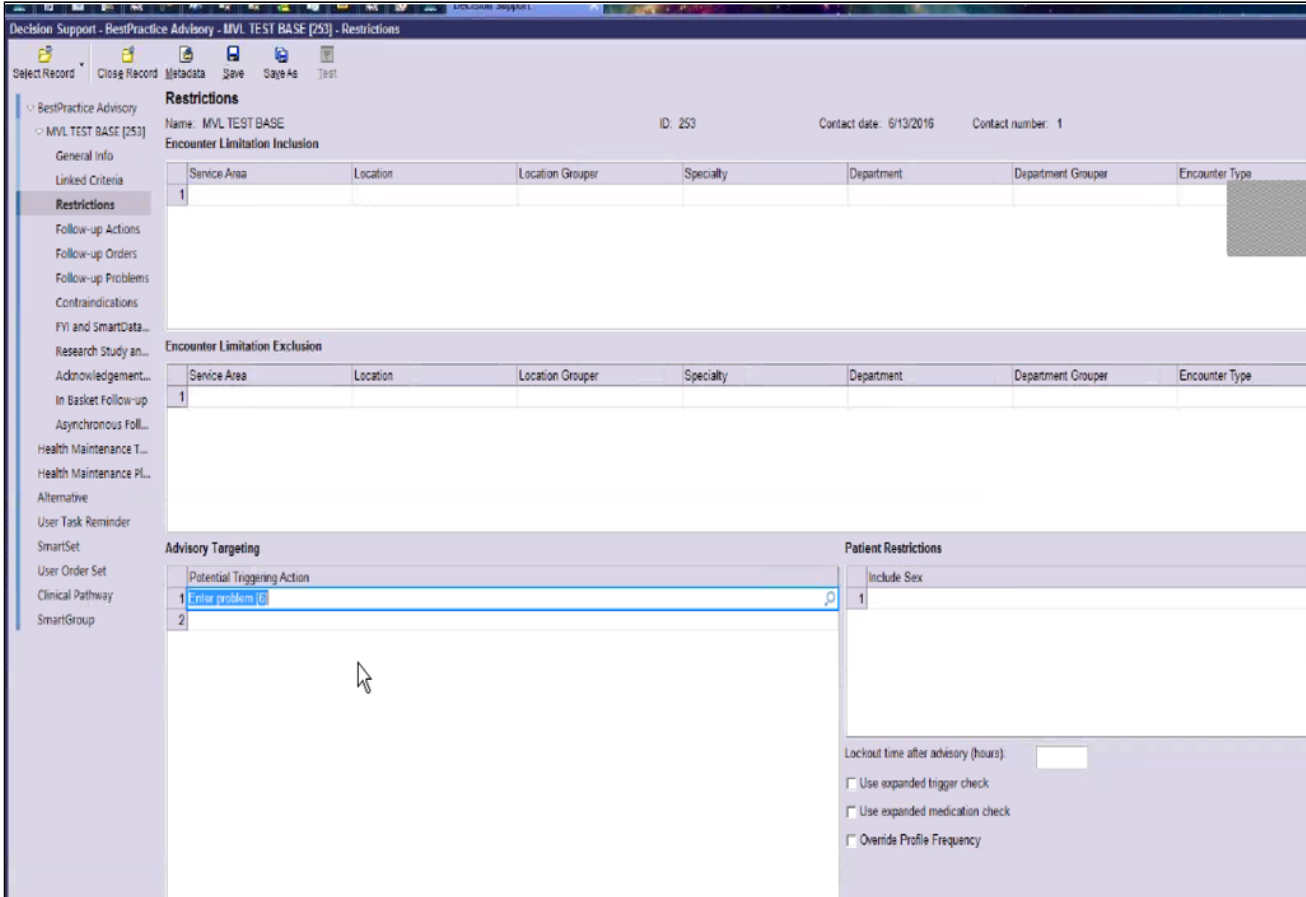 Decision Support
Decision Support - BestPractice Advisory - MVL TEST BASE [253] - Restrictions
Select Record Close Record Metadata Save Save As Test
BestPractice Advisory
MVL TEST BASE [253]
General Info
Linked Criteria
Restrictions
Follow-up Actions
Follow-up Orders
Follow-up Problems
Contraindications
FYI and SmartData...
Research Study an...
Acknowledgement...
In Basket Follow-up
Asynchronous Foll...
Health Maintenance T...
Health Maintenance Pl...
Alternative
User Task Reminder
SmartSet
User Order Set
Clinical Pathway
SmartGroup
Restrictions
Name: MVL TEST BASE ID: 253 Contact date: 6/13/2016 Contact number: 1
Encounter Limitation Inclusion
Service Area Location Location Grouper Specialty Department Department Grouper Encounter Type
1
Encounter Limitation Exclusion
Service Area Location Location Grouper Specialty Department Department Grouper Encounter Type
1
Advisory Targeting
Potential Triggering Action
1 Enter problem [6]
2
Patient Restrictions
Include Sex
1
Lockout time after advisory (hours):
Use expanded trigger check
Use expanded medication check
Override Profile Frequency